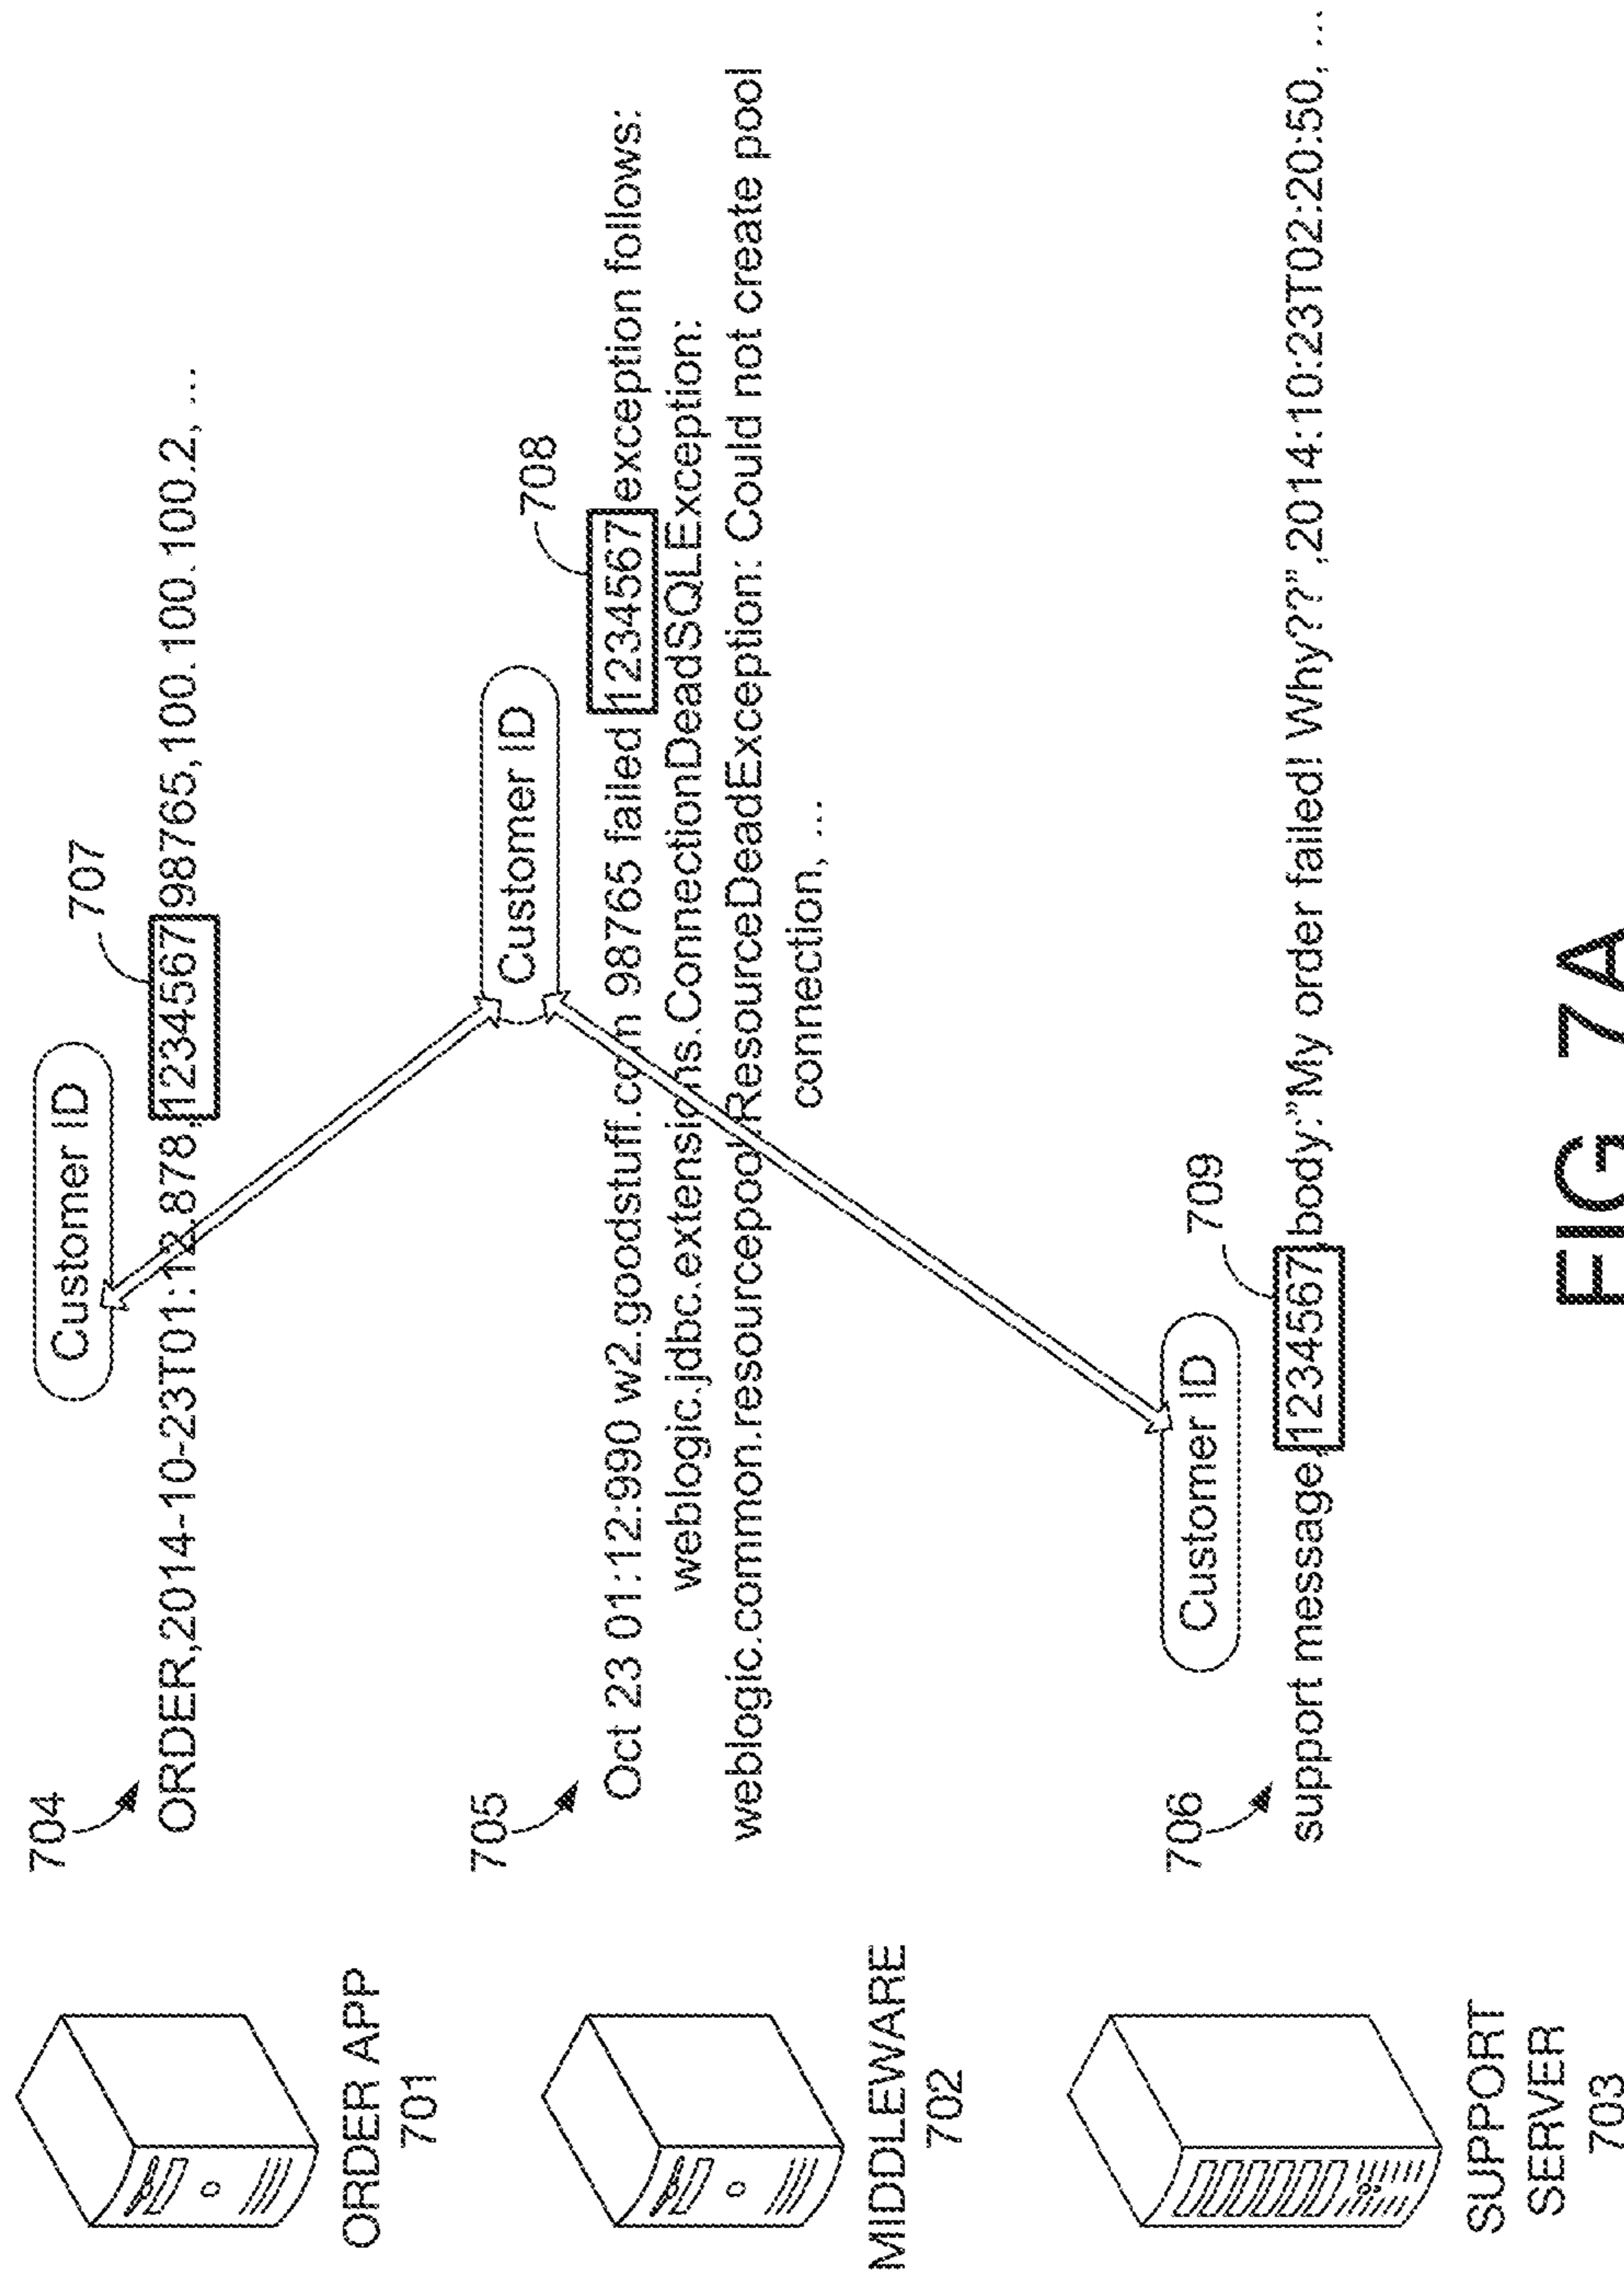 ORDER APP
701
704
Customer ID
707
ORDER,2014-10-23T01:12.878,1234567,98765,100.100.100.2, ...
MIDDLEWARE
702
705
Customer ID
708
Oct 23 01:12:990 w2.goodstuff.com 98765 failed 1234567 exception follows:
weblogic.jdbc.extensions.ConnectionDeadSQLException:
weblogic.common.resourcepool.ResourceDeadException: Could not create pool
connection, ...
SUPPORT
SERVER
703
706
Customer ID
709
support message,1234567,body:”My order failed! Why??”,2014:10:23T02:20:50, ...
FIG 7A